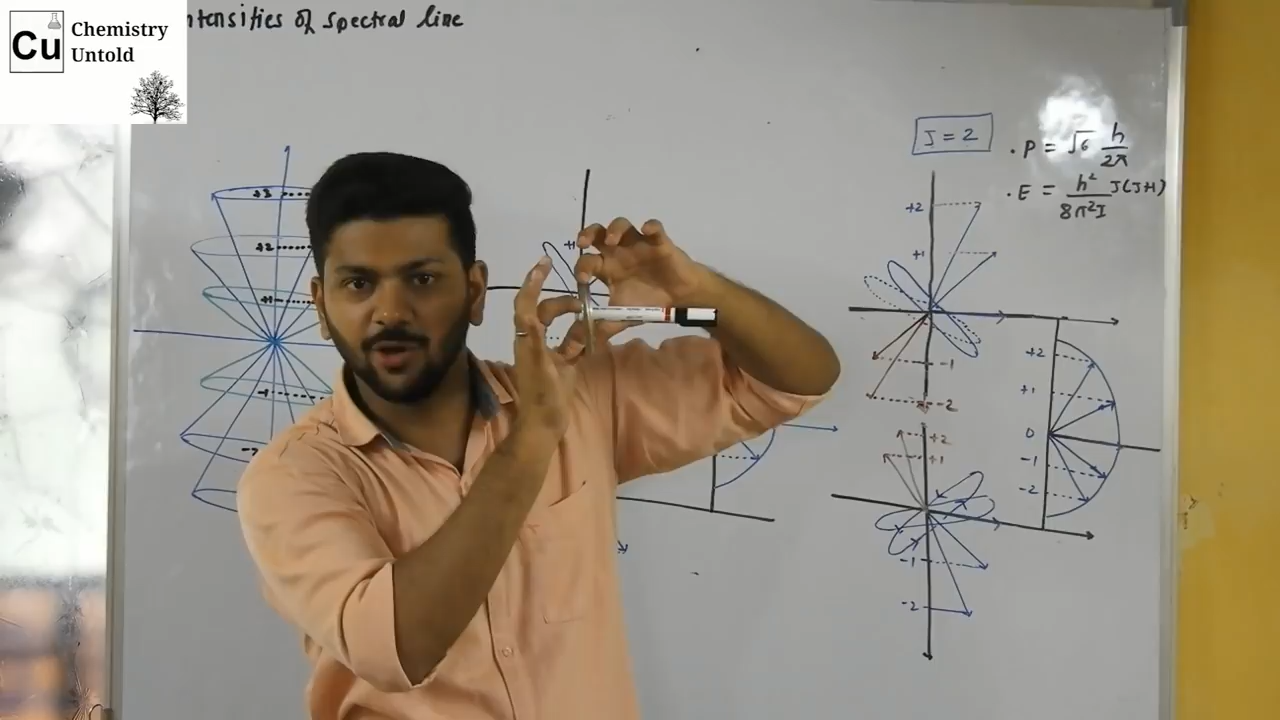 Cu
Chemistry
Untold
ntensities of spectral line
+3
+2
+1
-1
+1
J = 2
. P = √6 h/2π
. E = h²/8π²I J(J+1)
+2
+1
-1
-2
+2
+1
0
-1
-2
+2
+1
-1
-2